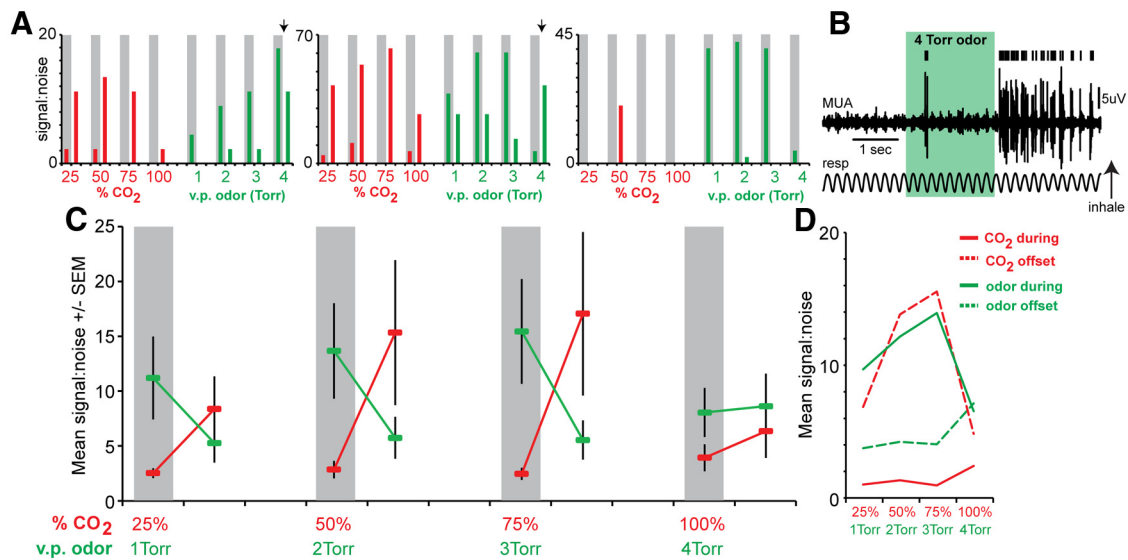 A
signal:noise
20
10
0
25 50 75 100
% CO2
1 2 3 4
v.p. odor (Torr)
70
35
0
25 50 75 100
% CO2
1 2 3 4
v.p. odor (Torr)
45
0
25 50 75 100
% CO2
1 2 3 4
v.p. odor (Torr)
B
4 Torr odor
MUA
5uV
1 sec
resp
inhale
C
Mean signal:noise +/- SEM
25
20
15
10
5
0
% CO2 25% 50% 75% 100%
v.p. odor 1Torr 2Torr 3Torr 4Torr
D
Mean signal:noise
20
10
0
CO2 during
CO2 offset
odor during
odor offset
25% 50% 75% 100%
1Torr 2Torr 3Torr 4Torr